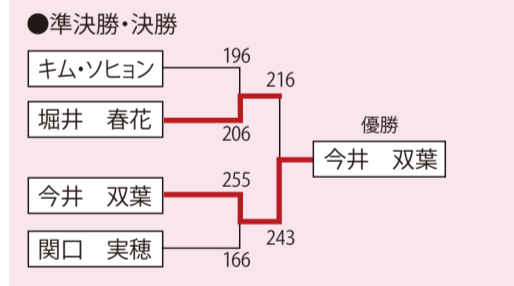 ●準決勝・決勝
キム・ソヒョン
196
216
堀井 春花
206
優勝
今井 双葉
今井 双葉
255
243
関口 実穂
166